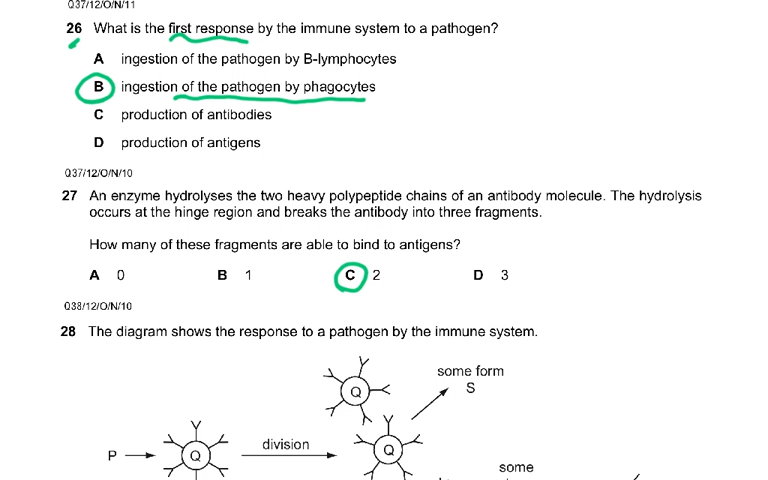 Q37/12/O/N/11
26 What is the first response by the immune system to a pathogen?
A ingestion of the pathogen by B-lymphocytes
B ingestion of the pathogen by phagocytes
C production of antibodies
D production of antigens
Q37/12/O/N/10
27 An enzyme hydrolyses the two heavy polypeptide chains of an antibody molecule. The hydrolysis
occurs at the hinge region and breaks the antibody into three fragments.
How many of these fragments are able to bind to antigens?
A 0 B 1 C 2 D 3
Q38/12/O/N/10
28 The diagram shows the response to a pathogen by the immune system.
some form
S
Q
division
P
Q
Q
some